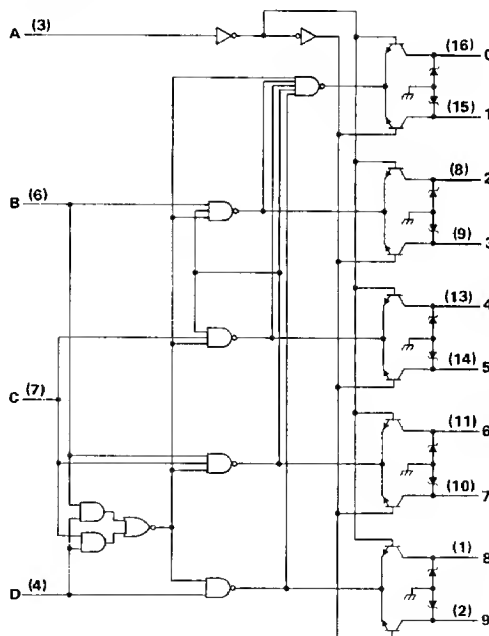 A (3)
(16) 0
(15) 1
B (6)
(8) 2
(9) 3
(13) 4
(14) 5
C (7)
(11) 6
(10) 7
D (4)
(1) 8
(2) 9